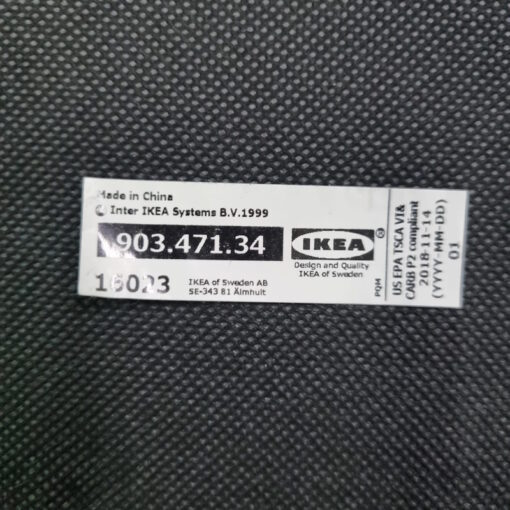 Made in China
© Inter IKEA Systems B.V.1999
903.471.34
16023
IKEA of Sweden AB
SE-343 81 Älmhult
IKEA®
Design and Quality
IKEA of Sweden
PQM
US EPA TSCA VI&
CARB P2 compliant
2018-11-14
(YYYY-MM-DD)
01